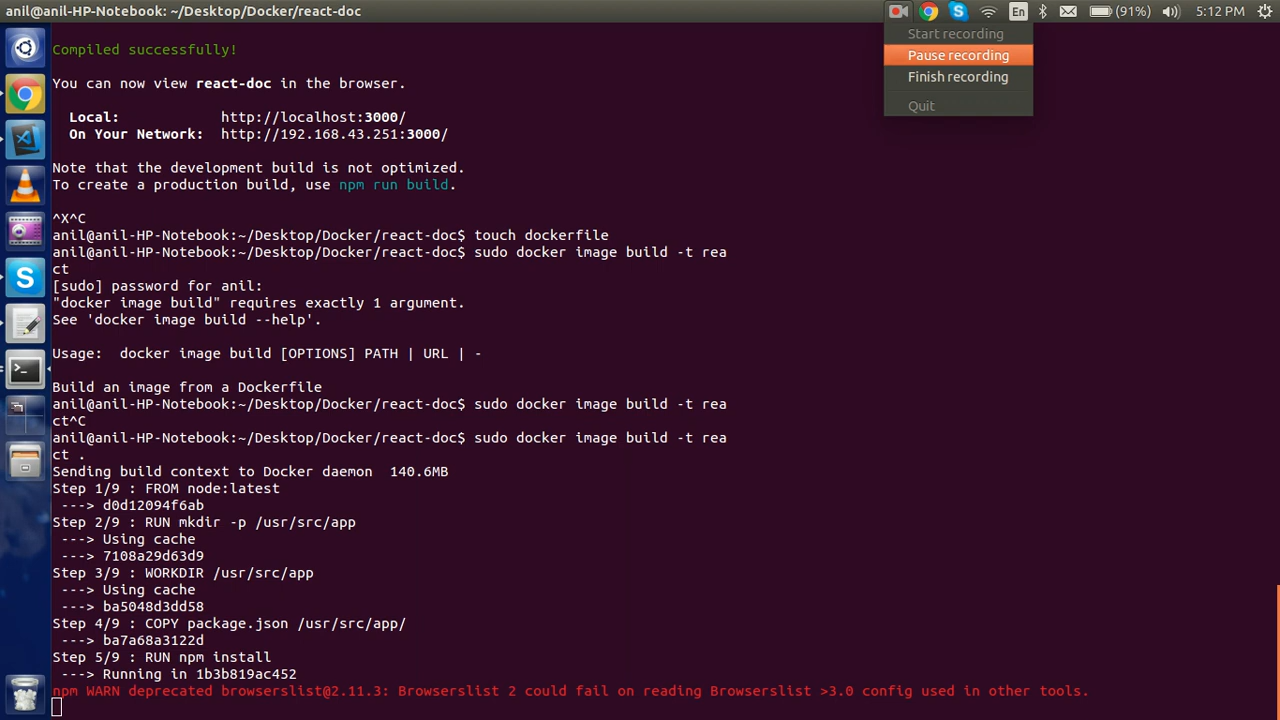 anil@anil-HP-Notebook: ~/Desktop/Docker/react-doc
En
(91%)
5:12 PM
Start recording
Pause recording
Finish recording
Quit
Compiled successfully!
You can now view react-doc in the browser.
Local: http://localhost:3000/
On Your Network: http://192.168.43.251:3000/
Note that the development build is not optimized.
To create a production build, use npm run build.
^X^C
anil@anil-HP-Notebook:~/Desktop/Docker/react-doc$ touch dockerfile
anil@anil-HP-Notebook:~/Desktop/Docker/react-doc$ sudo docker image build -t rea
ct
[sudo] password for anil:
"docker image build" requires exactly 1 argument.
See 'docker image build --help'.
Usage:  docker image build [OPTIONS] PATH | URL | -
Build an image from a Dockerfile
anil@anil-HP-Notebook:~/Desktop/Docker/react-doc$ sudo docker image build -t rea
ct^C
anil@anil-HP-Notebook:~/Desktop/Docker/react-doc$ sudo docker image build -t rea
ct .
Sending build context to Docker daemon  140.6MB
Step 1/9 : FROM node:latest
---> d0d12094f6ab
Step 2/9 : RUN mkdir -p /usr/src/app
---> Using cache
---> 7108a29d63d9
Step 3/9 : WORKDIR /usr/src/app
---> Using cache
---> ba5048d3dd58
Step 4/9 : COPY package.json /usr/src/app/
---> ba7a68a3122d
Step 5/9 : RUN npm install
---> Running in 1b3b819ac452
npm WARN deprecated browserslist@2.11.3: Browserslist 2 could fail on reading Browserslist >3.0 config used in other tools.